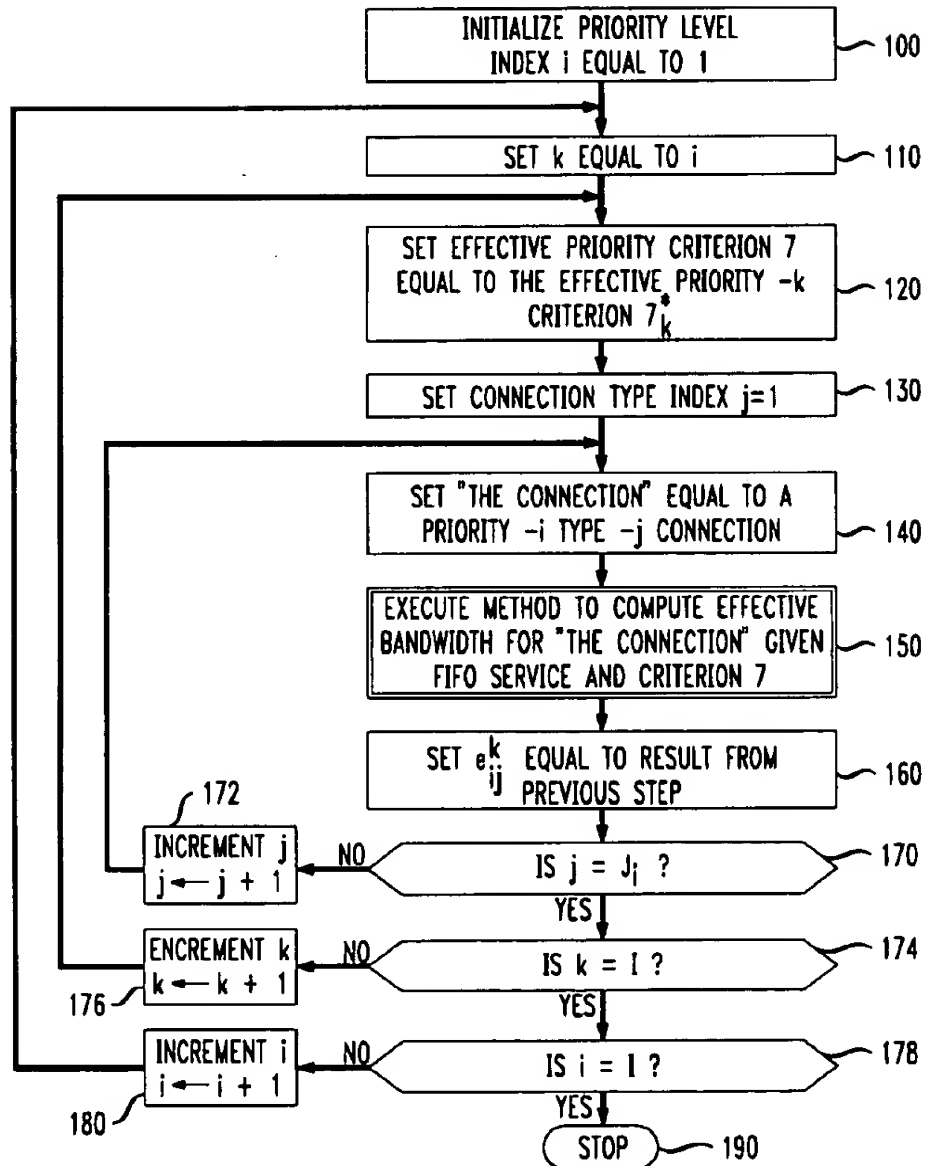 INITIALIZE PRIORITY LEVEL
INDEX i EQUAL TO 1
100
SET k EQUAL TO i
110
SET EFFECTIVE PRIORITY CRITERION 7
EQUAL TO THE EFFECTIVE PRIORITY -k
CRITERION 7*k
120
SET CONNECTION TYPE INDEX j=1
130
SET "THE CONNECTION" EQUAL TO A
PRIORITY -i TYPE -j CONNECTION
140
EXECUTE METHOD TO COMPUTE EFFECTIVE
BANDWIDTH FOR "THE CONNECTION" GIVEN
FIFO SERVICE AND CRITERION 7
150
SET e k ij EQUAL TO RESULT FROM
PREVIOUS STEP
160
172
INCREMENT j
j ← j + 1
NO
IS j = Ji ?
170
YES
ENCREMENT k
k ← k + 1
176
NO
IS k = I ?
174
YES
INCREMENT i
i ← i + 1
180
NO
IS i = I ?
178
YES
STOP
190